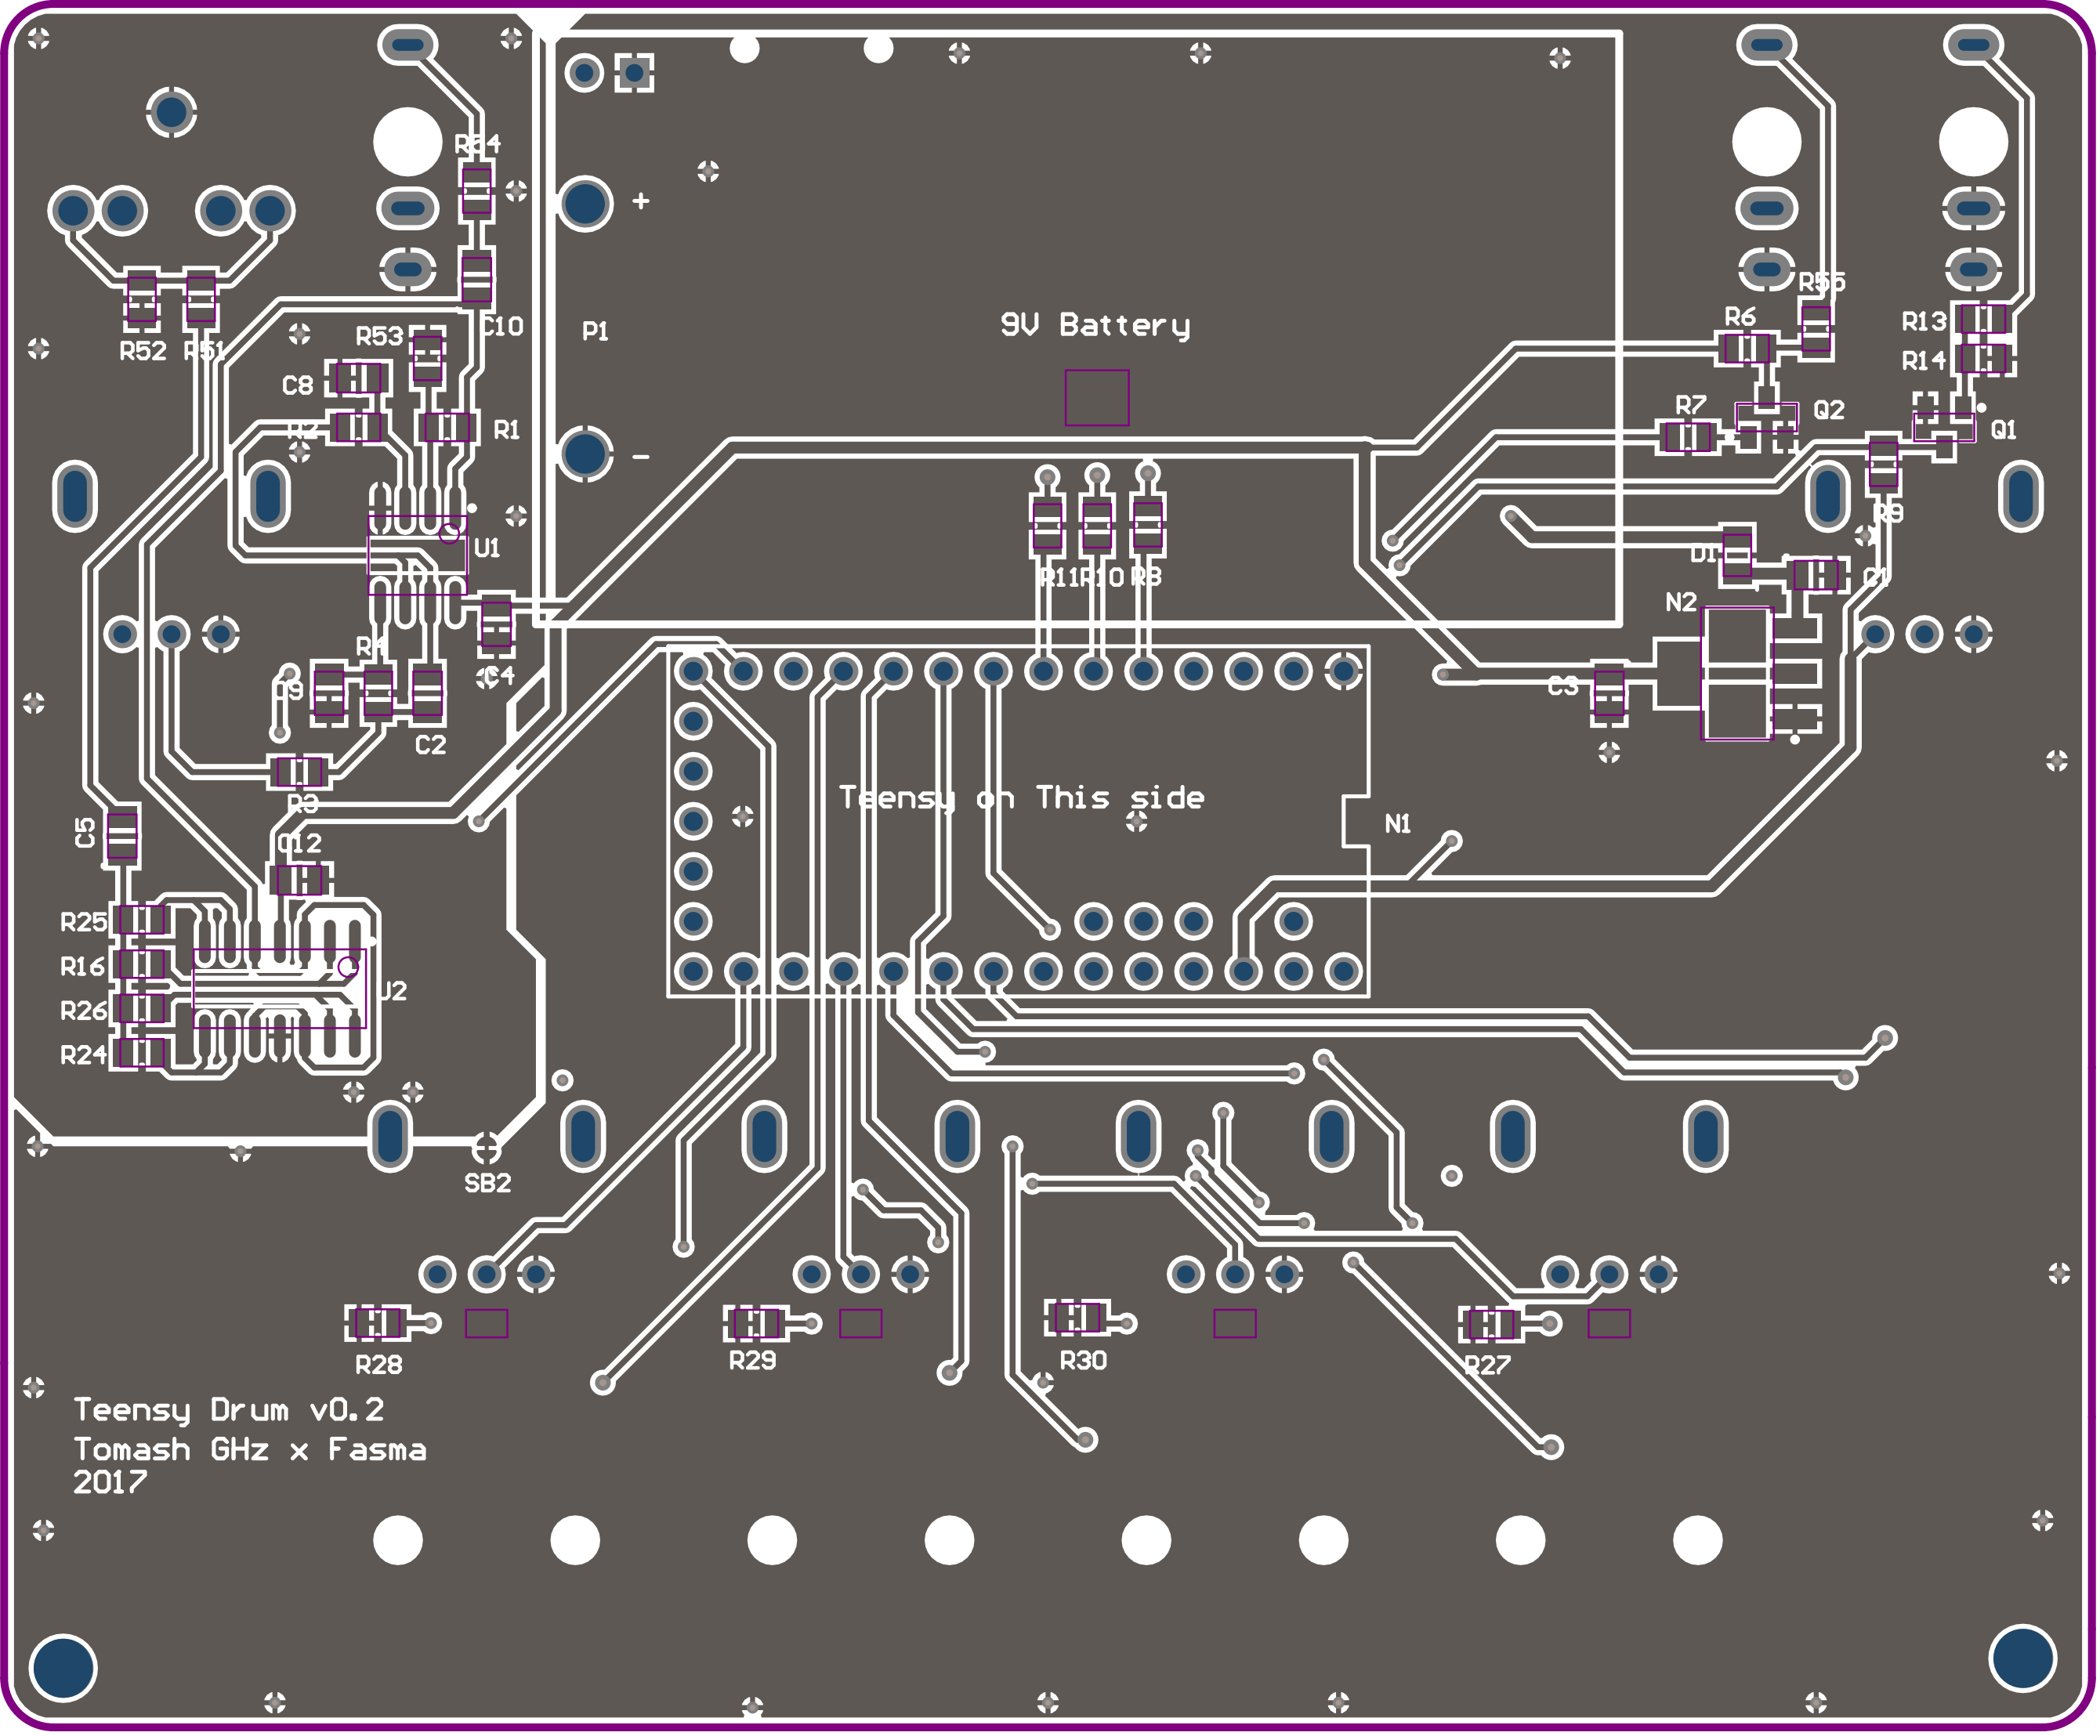 R54
+
C10
P1
9V Battery
R55
R6
R13
R52
R51
R53
R14
C8
R7
Q2
R2
R1
-
Q1
R9
U1
D1
C1
R11
R10
R8
N2
R4
C9
C4
C3
C2
R3
Teensy on This side
C5
C12
N1
R25
R16
U2
R26
R24
SB2
R28
R29
R30
R27
Teensy Drum v0.2
Tomash GHz x Fasma
2017